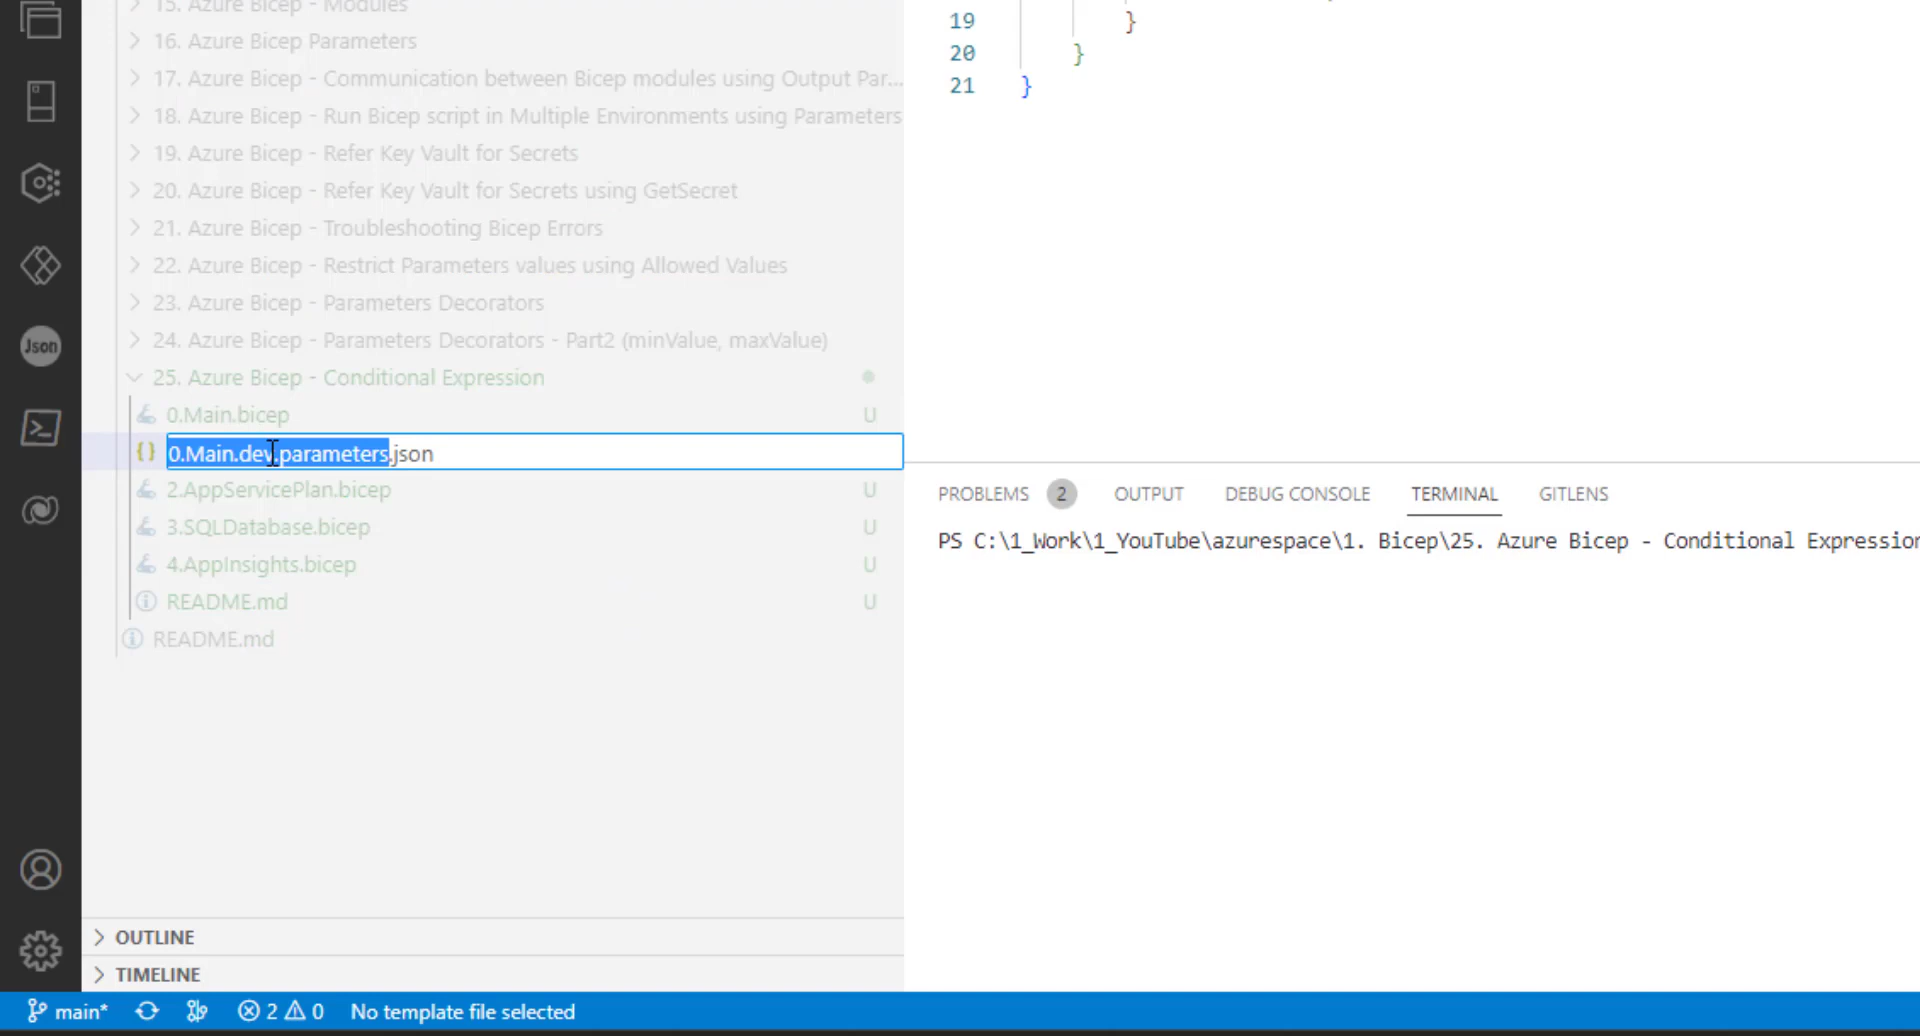 15. Azure Bicep - Modules
16. Azure Bicep Parameters
17. Azure Bicep - Communication between Bicep modules using Output Par...
18. Azure Bicep - Run Bicep script in Multiple Environments using Parameters
19. Azure Bicep - Refer Key Vault for Secrets
20. Azure Bicep - Refer Key Vault for Secrets using GetSecret
21. Azure Bicep - Troubleshooting Bicep Errors
22. Azure Bicep - Restrict Parameters values using Allowed Values
23. Azure Bicep - Parameters Decorators
24. Azure Bicep - Parameters Decorators - Part2 (minValue, maxValue)
25. Azure Bicep - Conditional Expression
0.Main.bicep U
{} 0.Main.dev.parameters.json
2.AppServicePlan.bicep U
3.SQLDatabase.bicep U
4.AppInsights.bicep U
README.md U
README.md
OUTLINE
TIMELINE
Json
19 }
20 }
21 }
PROBLEMS 2 OUTPUT DEBUG CONSOLE TERMINAL GITLENS
PS C:\1_Work\1_YouTube\azurespace\1. Bicep\25. Azure Bicep - Conditional Expression
main* 2 0 No template file selected